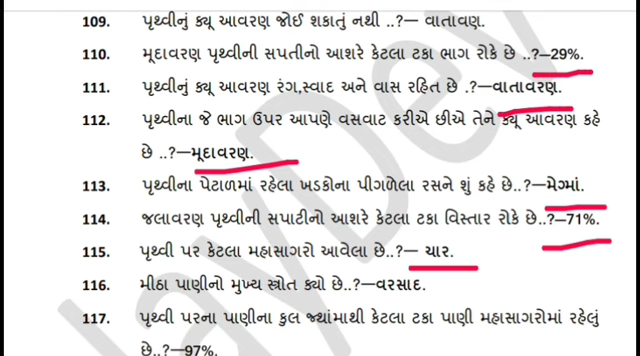 109. પૃથ્વીનું ક્યૂ આવરણ જોઈ શકાતું નથી ..?— વાતાવણ.
110. મૂદાવરણ પૃથ્વીની સપતીનો આશરે કેટલા ટકા ભાગ રોકે છે ..?—29%.
111. પૃથ્વીનું ક્યૂ આવરણ રંગ,સ્વાદ અને વાસ રહિત છે .?—વાતાવરણ.
112. પૃથ્વીના જે ભાગ ઉપર આપણે વસવાટ કરીએ છીએ તેને ક્યૂ આવરણ કહે
છે ..?—મૂદાવરણ.
113. પૃથ્વીના પેટાળમાં રહેલા ખડકોના પીગળેલા રસને શું કહે છે..?—મેગ્માં.
114. જલાવરણ પૃથ્વીની સપાટીનો આશરે કેટલા ટકા વિસ્તાર રોકે છે..?—71%.
115. પૃથ્વી પર કેટલા મહાસાગરો આવેલા છે..?— ચાર.
116. મીઠા પાણીનો મુખ્ય સ્ત્રોત ક્યો છે..?—વરસાદ.
117. પૃથ્વી પરના પાણીના કુલ જ્થાંમાથી કેટલા ટકા પાણી મહાસાગરોમાં રહેલું
છે..?—97%.
JayDev